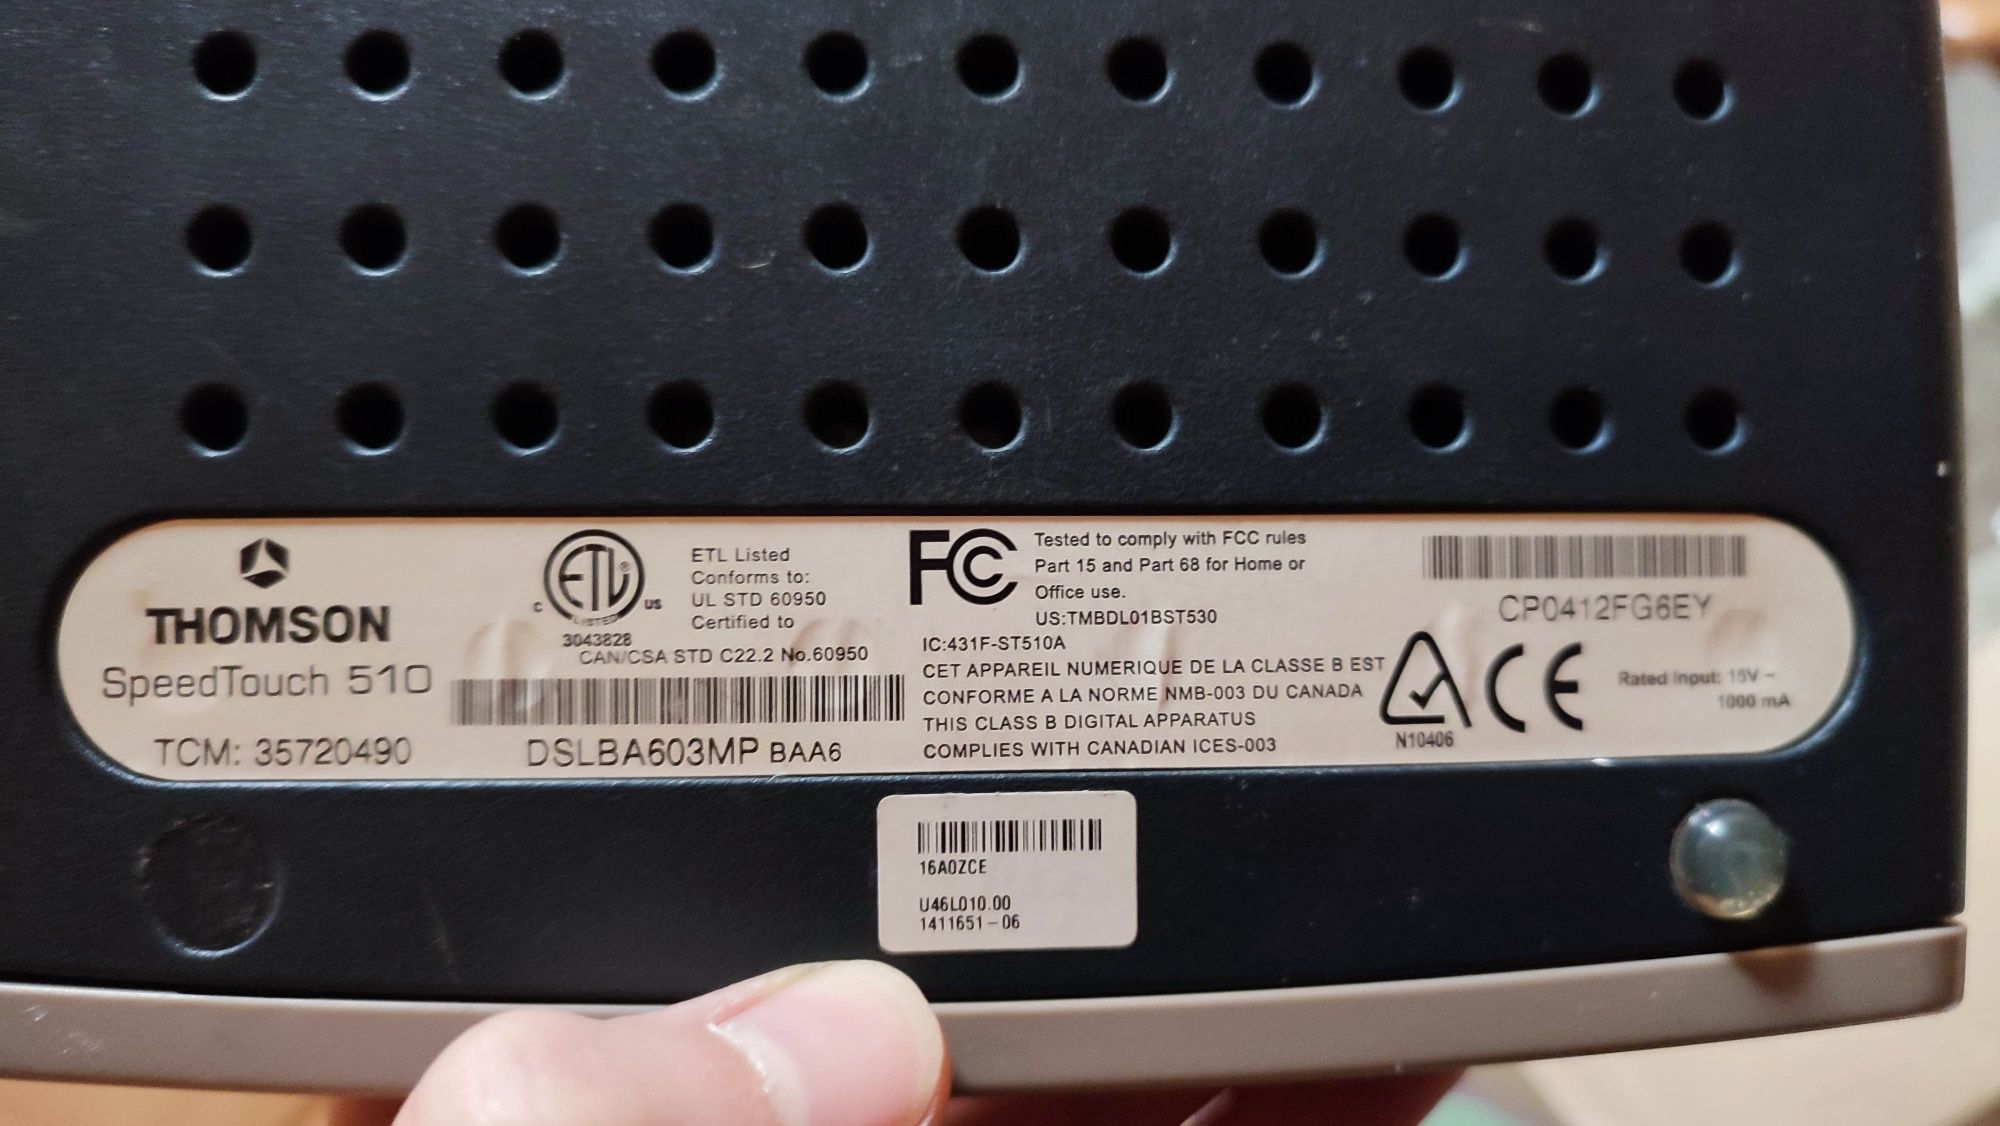 THOMSON
SpeedTouch 510
TCM: 35720490
ETL
LISTED
C US
3043828
ETL Listed
Conforms to:
UL STD 60950
Certified to
CAN/CSA STD C22.2 No.60950
DSLBA603MP BAA6
FC
Tested to comply with FCC rules
Part 15 and Part 68 for Home or
Office use.
US:TMBDL01BST530
IC:431F-ST510A
CET APPAREIL NUMERIQUE DE LA CLASSE B EST
CONFORME A LA NORME NMB-003 DU CANADA
THIS CLASS B DIGITAL APPARATUS
COMPLIES WITH CANADIAN ICES-003
CP0412FG6EY
N10406
CE
Rated Input: 15V ~
1000 mA
16A0ZCE
U46L010.00
1411651-06